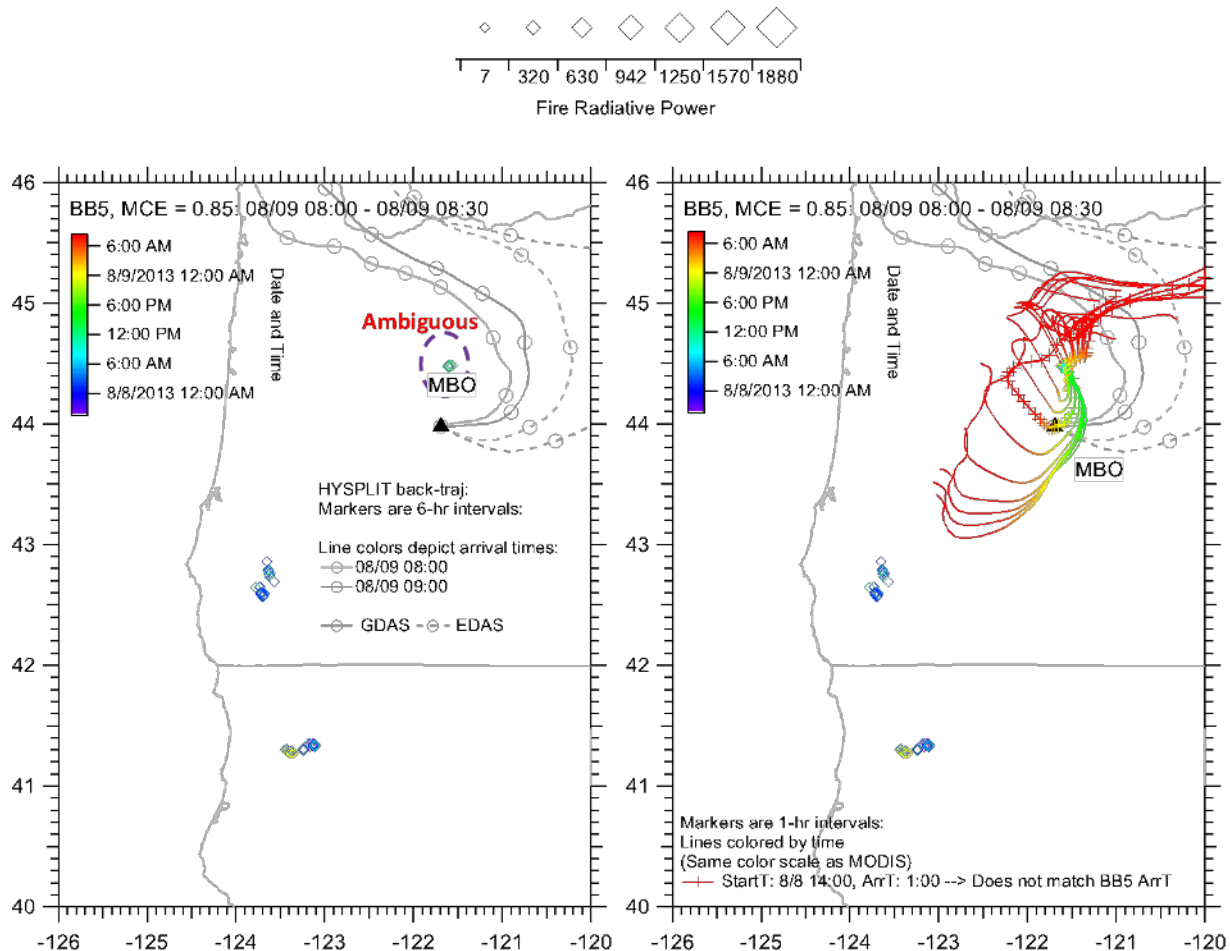 7 320 630 942 1250 1570 1880
Fire Radiative Power
BB5, MCE = 0.85: 08/09 08:00 - 08/09 08:30
6:00 AM
8/9/2013 12:00 AM
6:00 PM
12:00 PM
6:00 AM
8/8/2013 12:00 AM
Date and Time
Ambiguous
MBO
HYSPLIT back-traj:
Markers are 6-hr intervals:
Line colors depict arrival times:
08/09 08:00
08/09 09:00
GDAS EDAS
46
45
44
43
42
41
40
-126 -125 -124 -123 -122 -121 -120
BB5, MCE = 0.85: 08/09 08:00 - 08/09 08:30
6:00 AM
8/9/2013 12:00 AM
6:00 PM
12:00 PM
6:00 AM
8/8/2013 12:00 AM
Date and Time
MBO
Markers are 1-hr intervals:
Lines colored by time
(Same color scale as MODIS)
StartT: 8/8 14:00, ArrT: 1:00 --> Does not match BB5 ArrT
46
45
44
43
42
41
40
-126 -125 -124 -123 -122 -121 -120